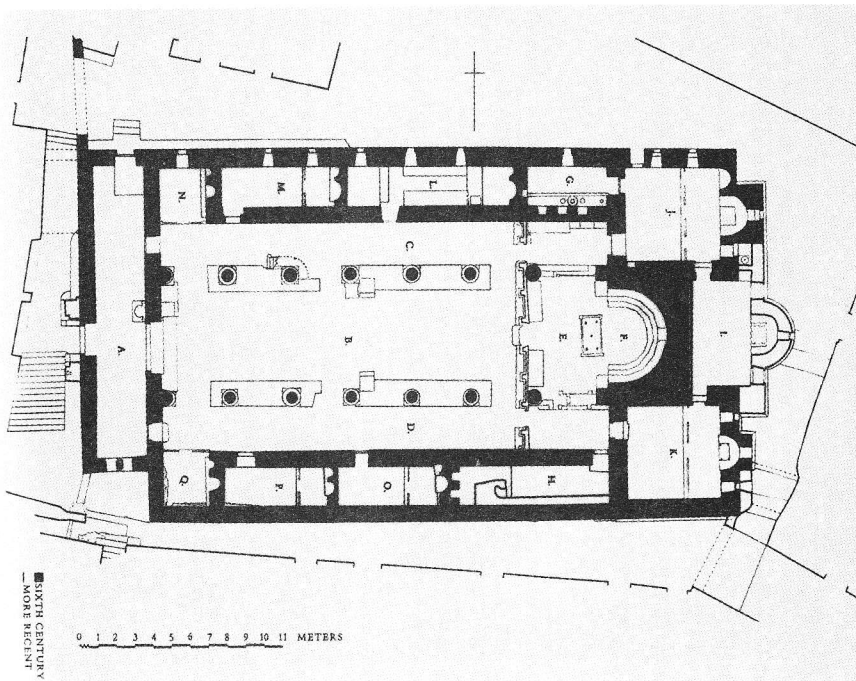 N.
M.
L.
G.
J.
C.
A.
B.
E.
F.
I.
D.
K.
Q.
P.
O.
H.
SIXTH CENTURY
MORE RECENT
0 1 2 3 4 5 6 7 8 9 10 11 METERS